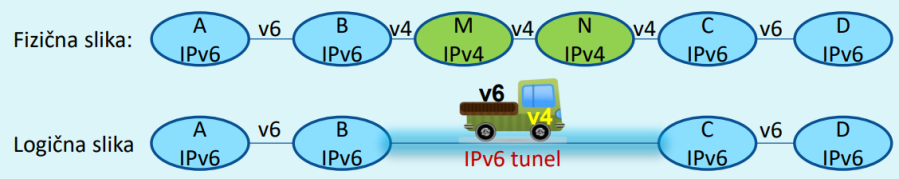 A B M N C D
Fizična slika: v6 v4 v4 v4 v6
IPv6 IPv6 IPv4 IPv4 IPv6 IPv6
v6
v4
A B C D
Logična slika v6 v6
IPv6 IPv6 IPv6 tunel IPv6 IPv6